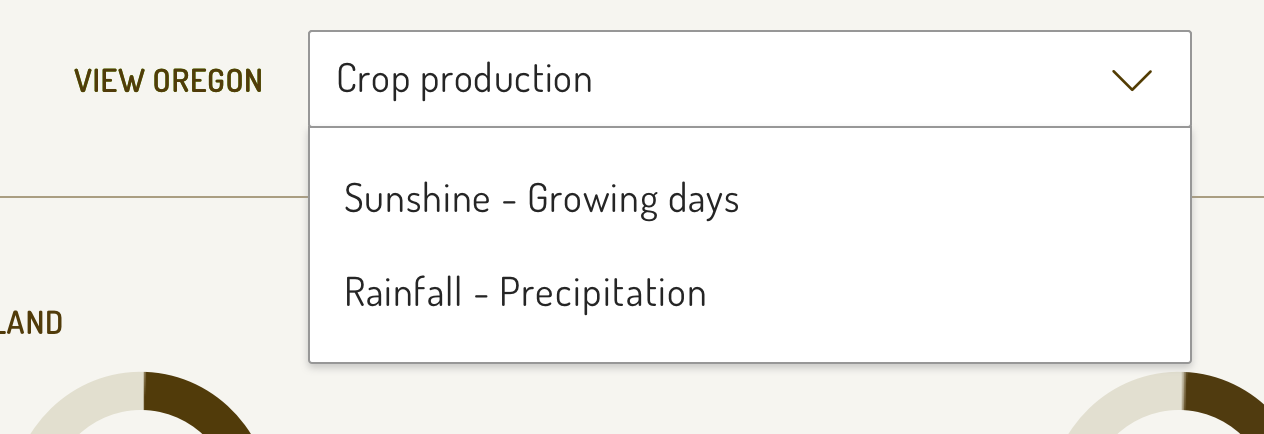 VIEW OREGON
Crop production
Sunshine - Growing days
Rainfall - Precipitation
LAND